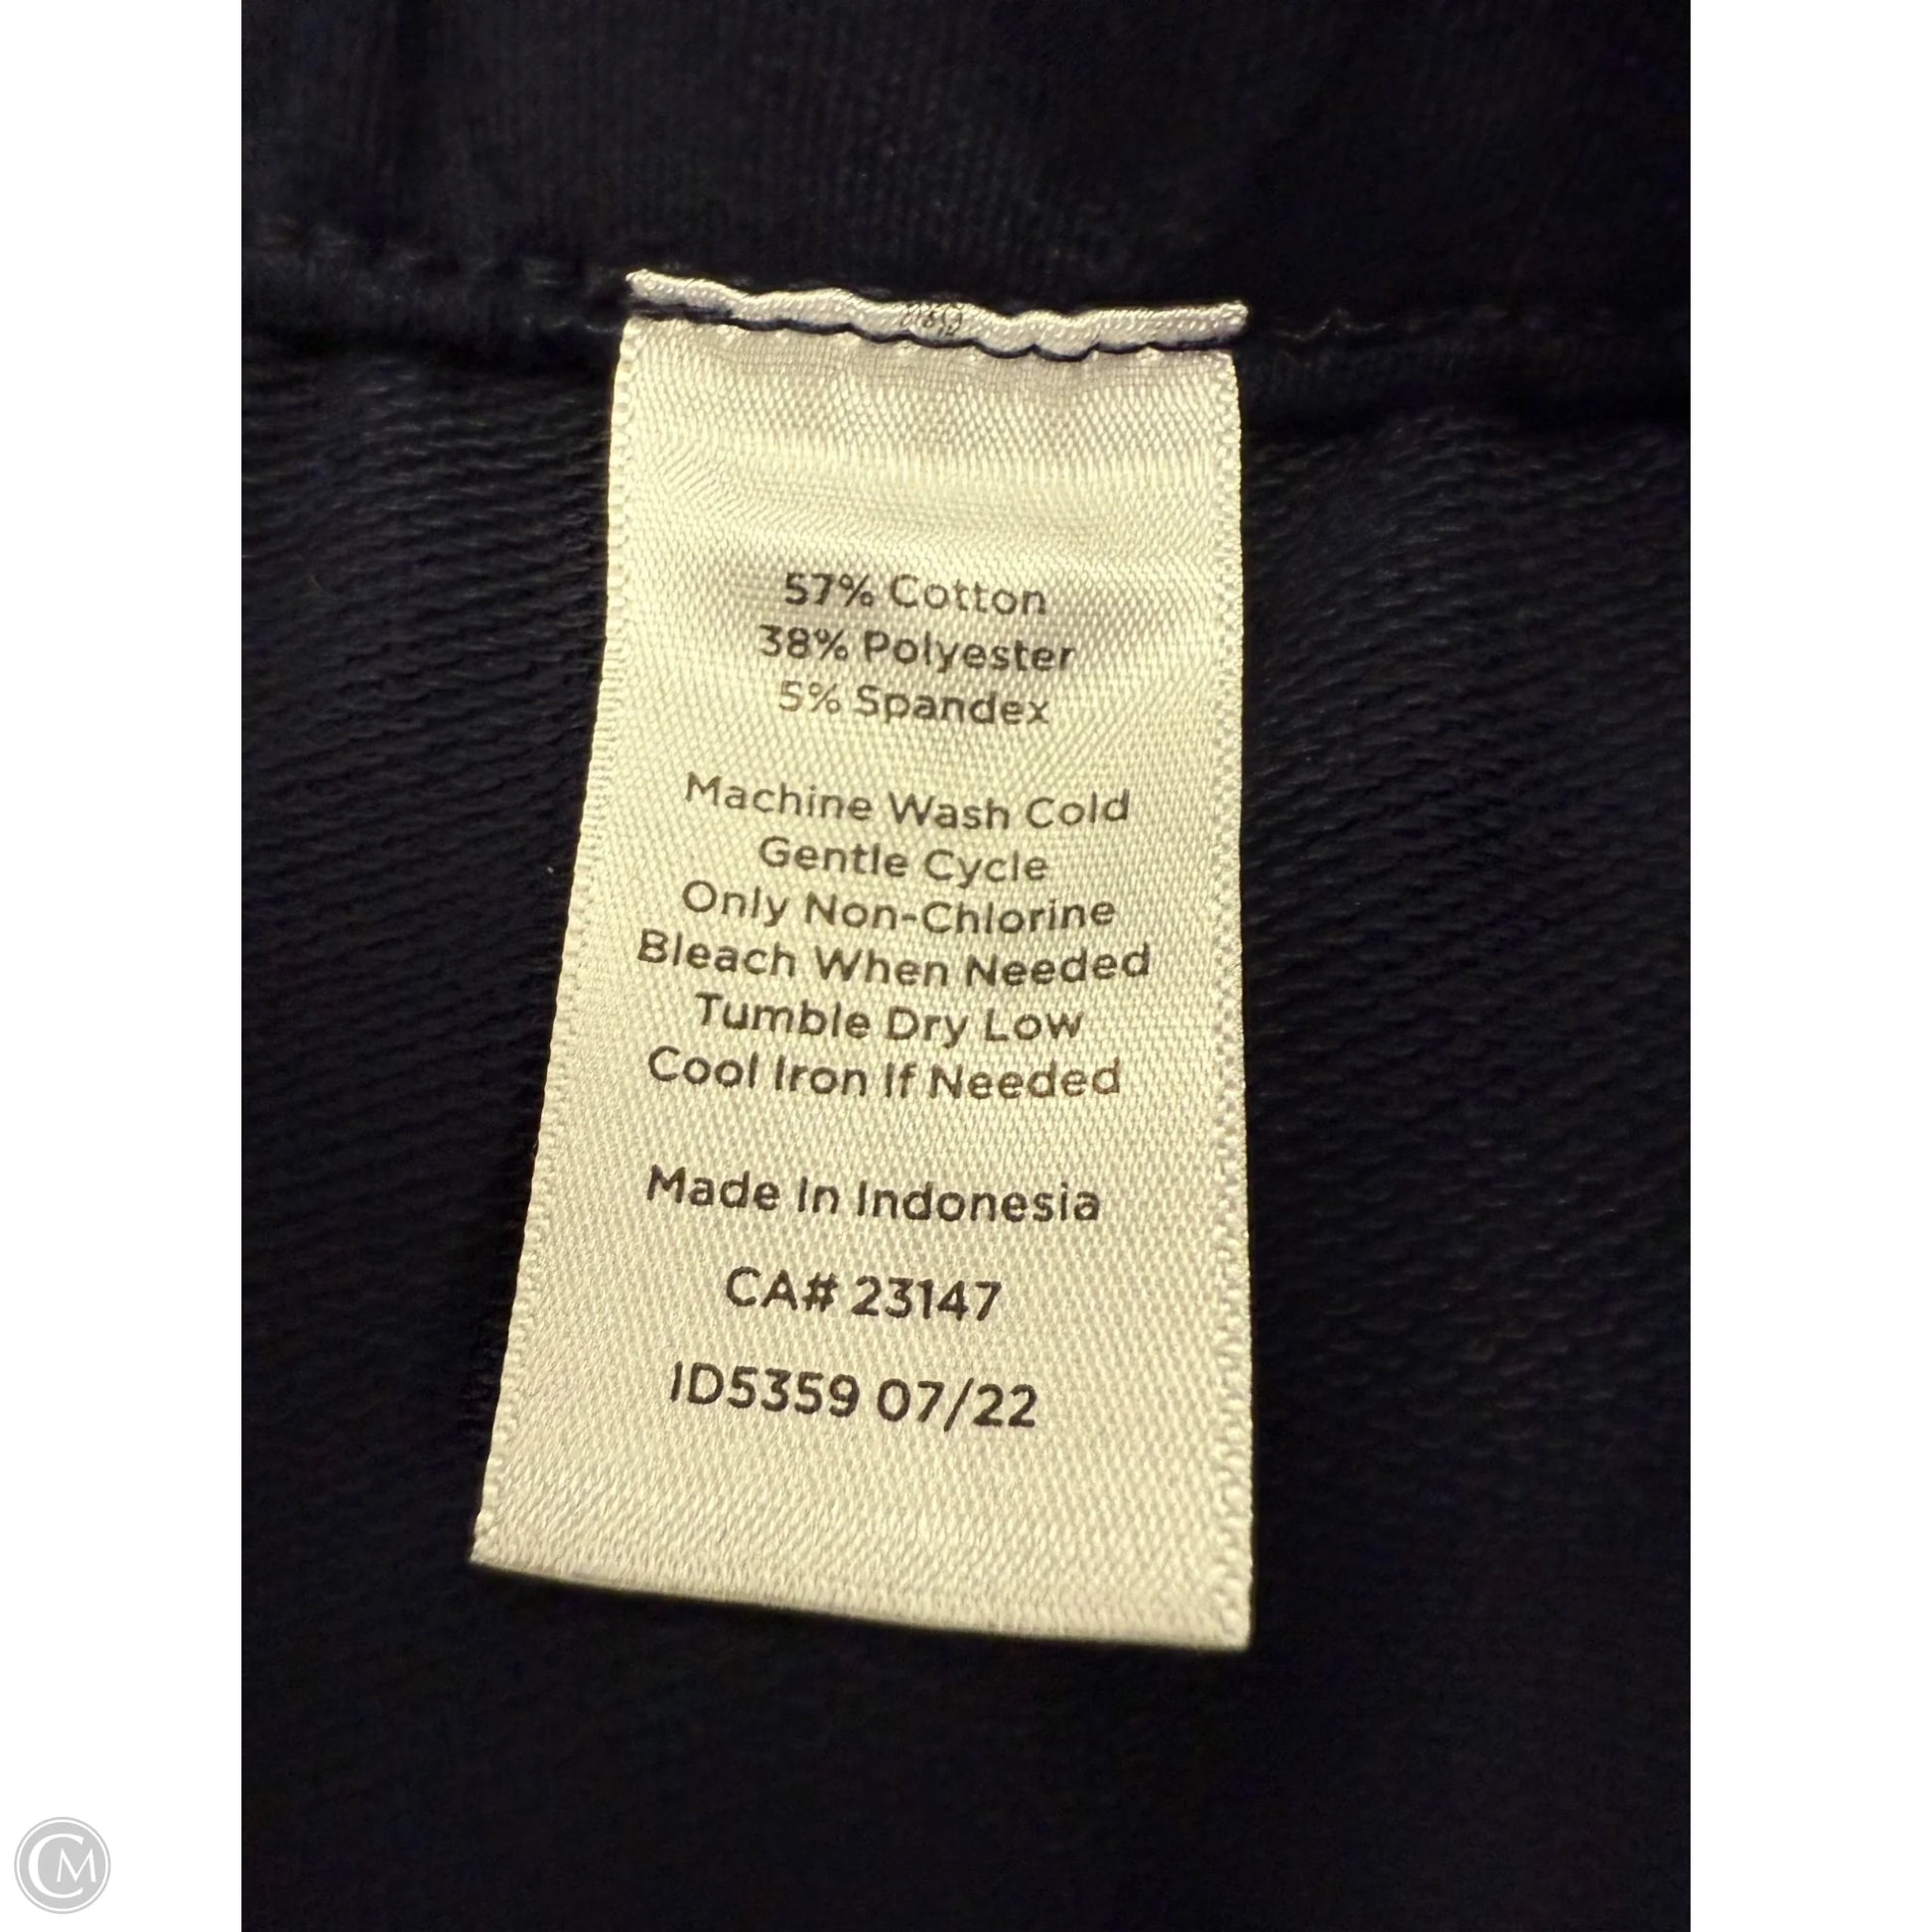 57% Cotton
38% Polyester
5% Spandex
Machine Wash Cold
Gentle Cycle
Only Non-Chlorine
Bleach When Needed
Tumble Dry Low
Cool Iron If Needed
Made In Indonesia
CA# 23147
ID5359 07/22
CM